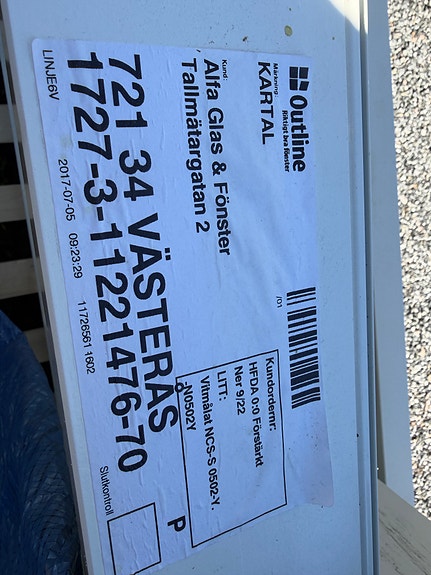 Outline
Riktigt bra fönster
Märkning:
KARTAL
/01
Kund:
Alfa Glas & Fönster
Tallmätargatan 2
Kundordernr:
HFDA 0:0 Förstärkt
Ner 9/22
LITT:
Vitmålat NCS-S 0502-Y.
-N0502Y
721 34 VÄSTERÅS
1727-3-11221476-70
P
LINJE6V
2017-07-05 09:23:29
11726561 1602
Slutkontroll